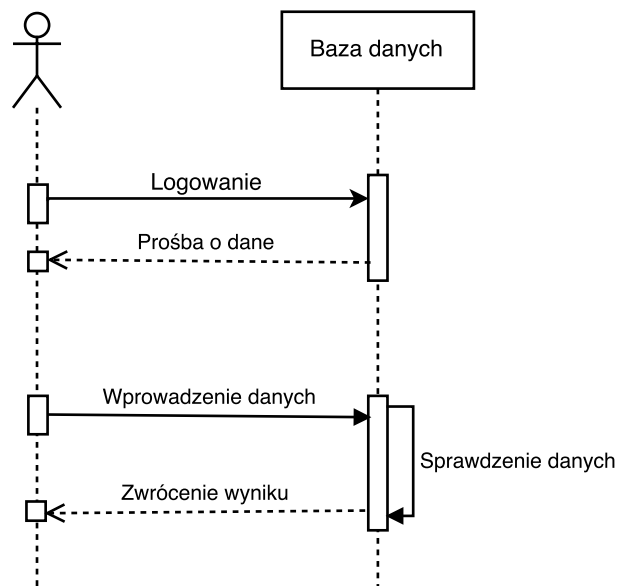 Baza danych
Logowanie
Prośba o dane
Wprowadzenie danych
Sprawdzenie danych
Zwrócenie wyniku